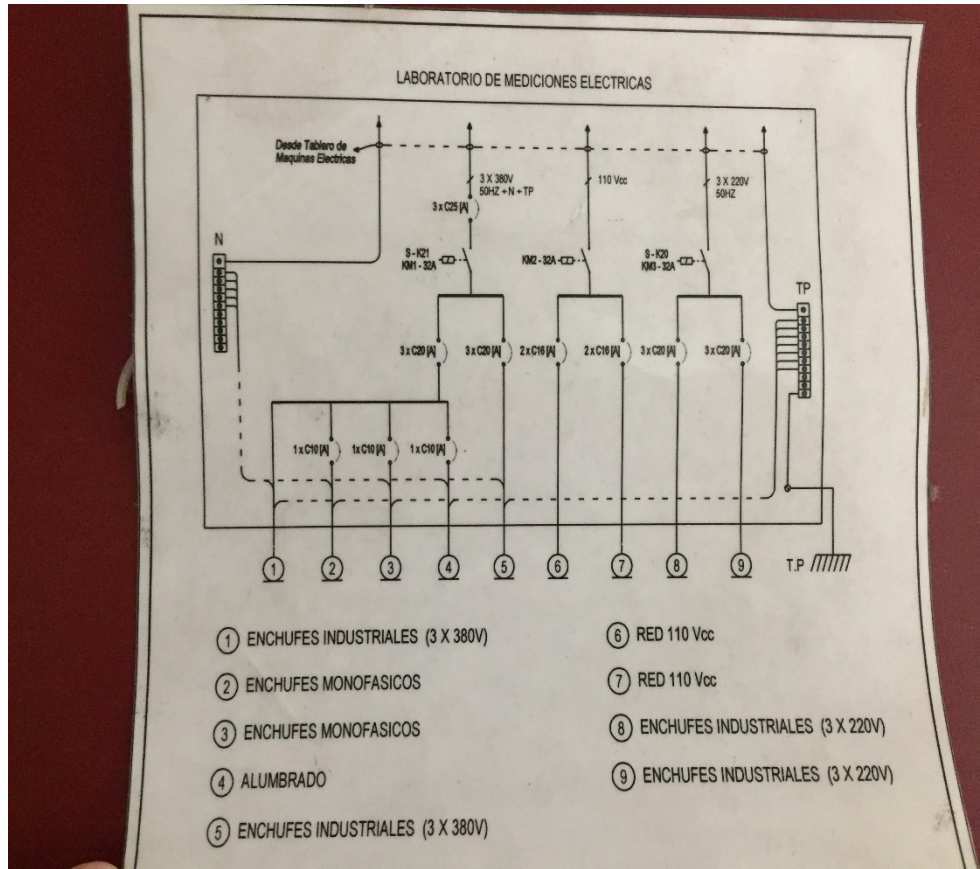 LABORATORIO DE MEDICIONES ELECTRICAS
Desde Tablero de
Maquinas Electricas
3 X 380V
50HZ + N + TP
110 Vcc
3 X 220V
50HZ
3 x C25 [A]
N
S - K21
KM1 - 32A
KM2 - 32A
S - K20
KM3 - 32A
TP
3 x C20 [A]
3 x C20 [A]
2 x C16 [A]
2 x C16 [A]
3 x C20 [A]
3 x C20 [A]
1 x C10 [A]
1x C10 [A]
1 x C10 [A]
1
2
3
4
5
6
7
8
9
T.P
1 ENCHUFES INDUSTRIALES (3 X 380V)
2 ENCHUFES MONOFASICOS
3 ENCHUFES MONOFASICOS
4 ALUMBRADO
5 ENCHUFES INDUSTRIALES (3 X 380V)
6 RED 110 Vcc
7 RED 110 Vcc
8 ENCHUFES INDUSTRIALES (3 X 220V)
9 ENCHUFES INDUSTRIALES (3 X 220V)